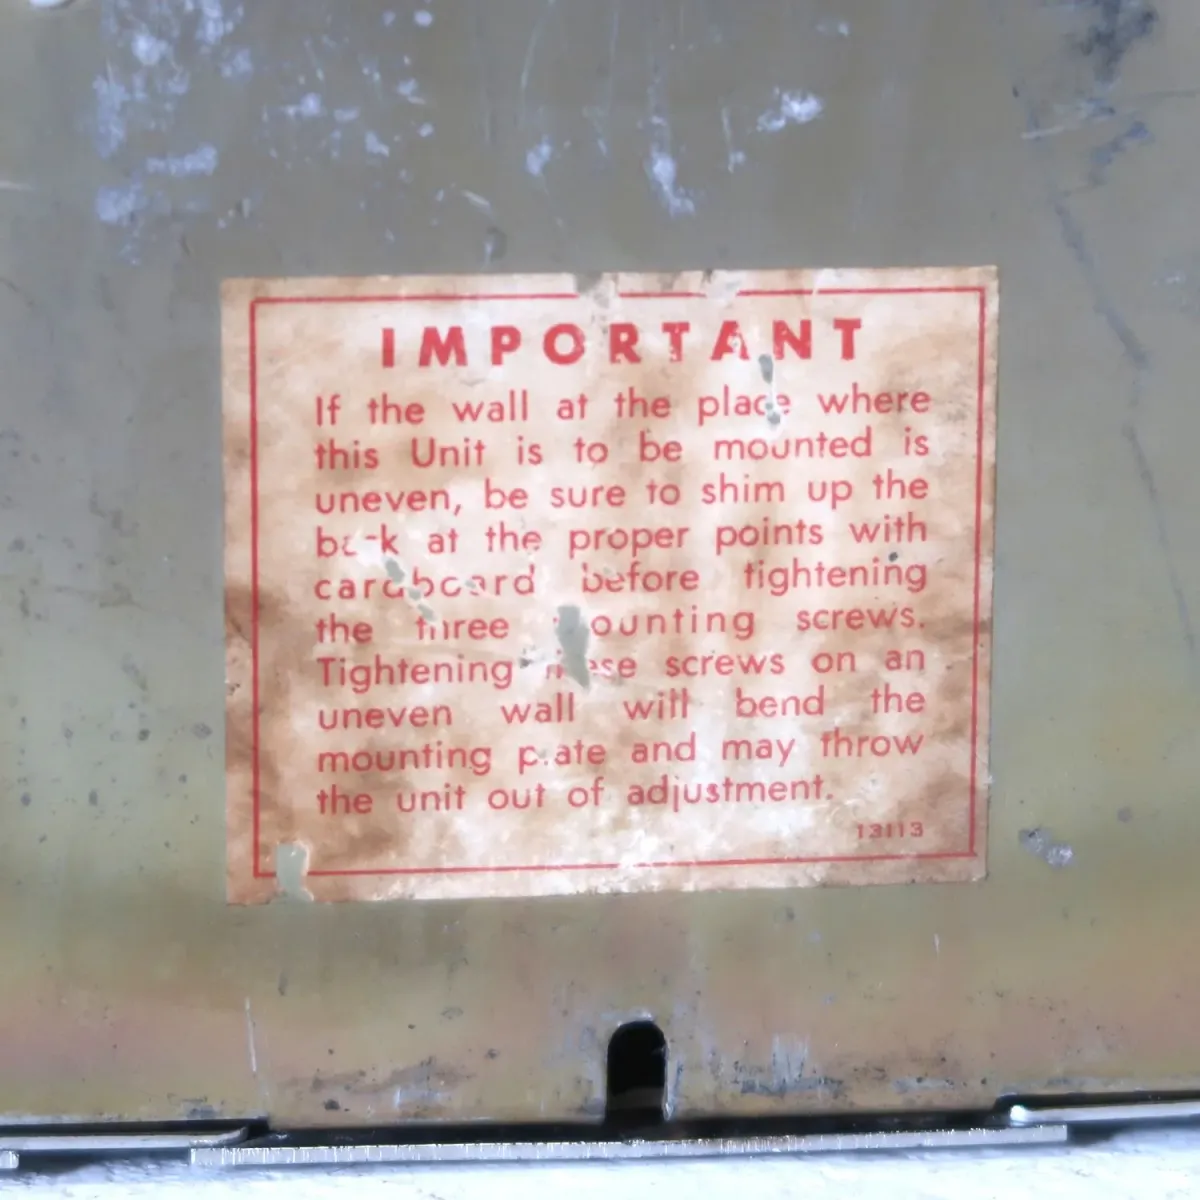 IMPORTANT
If the wall at the place where
this Unit is to be mounted is
uneven, be sure to shim up the
back at the proper points with
cardboard before tightening
the three mounting screws.
Tightening these screws on an
uneven wall will bend the
mounting plate and may throw
the unit out of adjustment.
13113